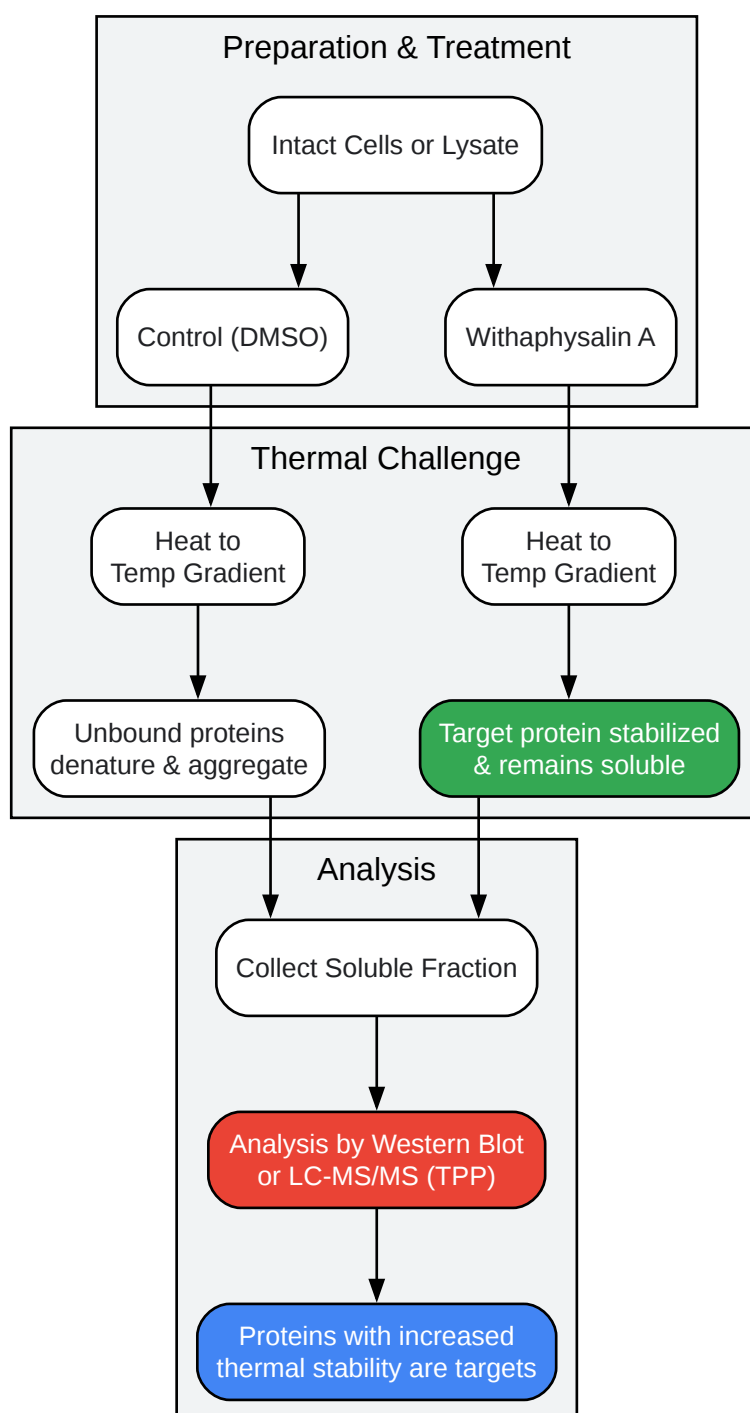 Preparation & Treatment
Intact Cells or Lysate
Control (DMSO)
Withaphysalin A
Thermal Challenge
Heat to
Temp Gradient
Heat to
Temp Gradient
Unbound proteins
denature & aggregate
Target protein stabilized
& remains soluble
Analysis
Collect Soluble Fraction
Analysis by Western Blot
or LC-MS/MS (TPP)
Proteins with increased
thermal stability are targets